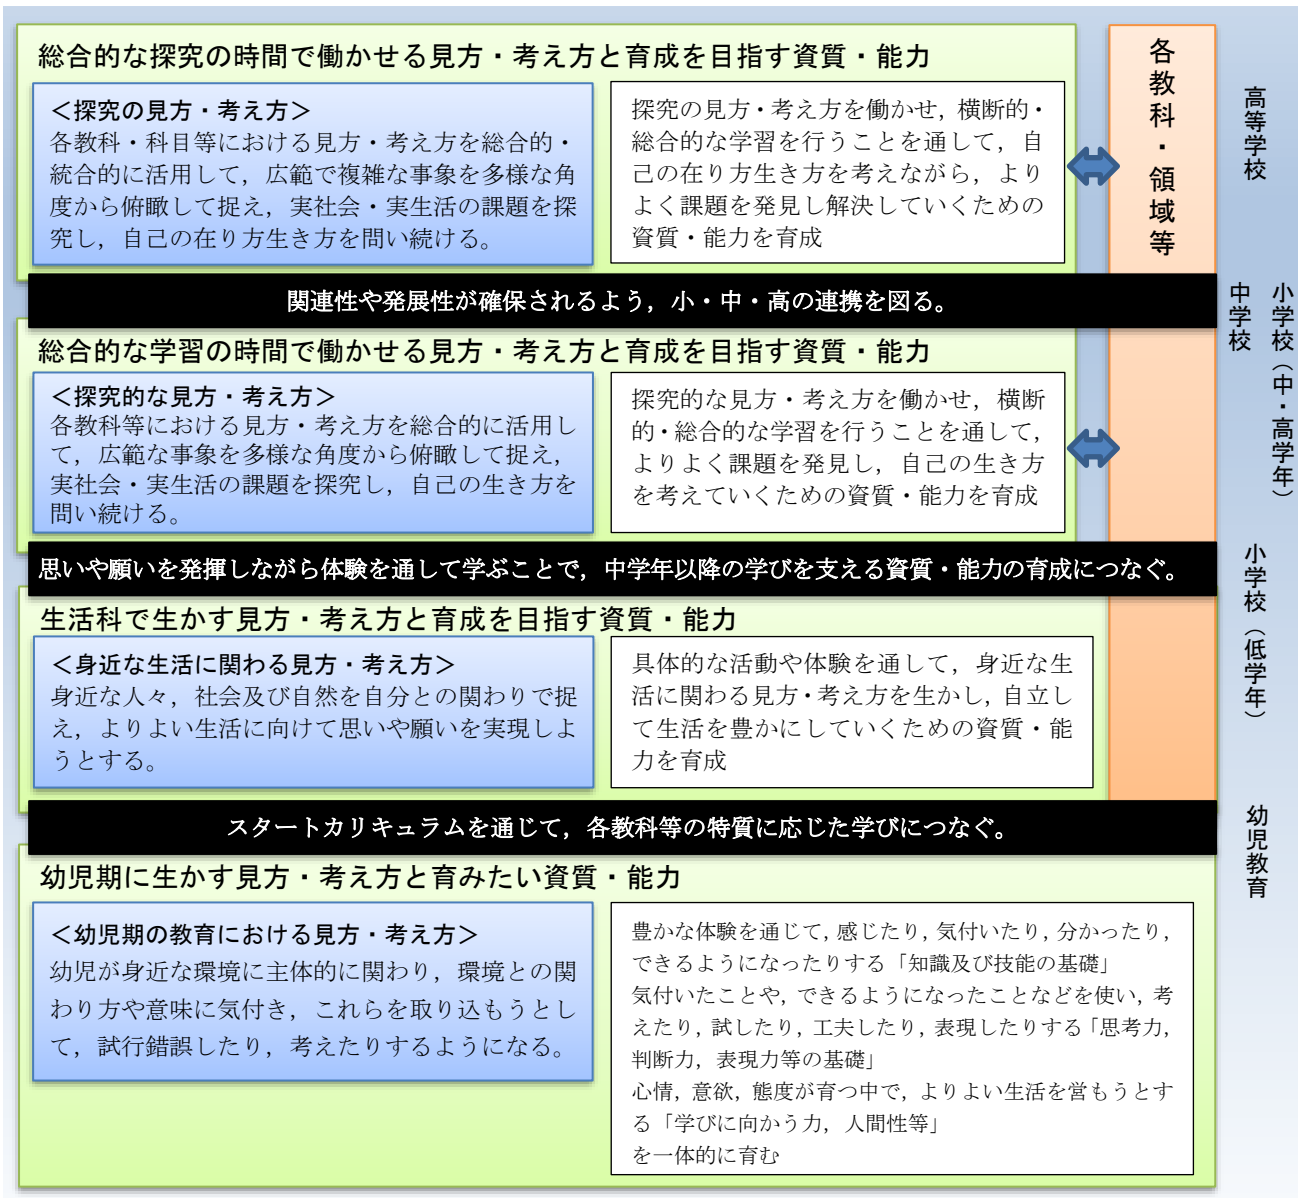 総合的な探究の時間で働かせる見方・考え方と育成を目指す資質・能力
＜探究の見方・考え方＞
各教科・科目等における見方・考え方を総合的・
統合的に活用して，広範で複雑な事象を多様な角
度から俯瞰して捉え，実社会・実生活の課題を探
究し，自己の在り方生き方を問い続ける。
探究の見方・考え方を働かせ，横断的・
総合的な学習を行うことを通して，自
己の在り方生き方を考えながら，より
よく課題を発見し解決していくための
資質・能力を育成
各教科・領域等
高等学校
関連性や発展性が確保されるよう，小・中・高の連携を図る。
総合的な学習の時間で働かせる見方・考え方と育成を目指す資質・能力
＜探究的な見方・考え方＞
各教科等における見方・考え方を総合的に活用し
て，広範な事象を多様な角度から俯瞰して捉え，
実社会・実生活の課題を探究し，自己の生き方を
問い続ける。
探究的な見方・考え方を働かせ，横断
的・総合的な学習を行うことを通して，
よりよく課題を発見し，自己の生き方
を考えていくための資質・能力を育成
小学校（中・高学年）
中学校
思いや願いを発揮しながら体験を通して学ぶことで，中学年以降の学びを支える資質・能力の育成につなぐ。
生活科で生かす見方・考え方と育成を目指す資質・能力
＜身近な生活に関わる見方・考え方＞
身近な人々，社会及び自然を自分との関わりで捉
え，よりよい生活に向けて思いや願いを実現しよ
うとする。
具体的な活動や体験を通して，身近な生
活に関わる見方・考え方を生かし，自立し
て生活を豊かにしていくための資質・能
力を育成
小学校（低学年）
スタートカリキュラムを通じて，各教科等の特質に応じた学びにつなぐ。
幼児期に生かす見方・考え方と育みたい資質・能力
＜幼児期の教育における見方・考え方＞
幼児が身近な環境に主体的に関わり，環境との関
わり方や意味に気付き，これらを取り込もうとし
て，試行錯誤したり，考えたりするようになる。
豊かな体験を通じて，感じたり，気付いたり，分かったり，
できるようになったりする「知識及び技能の基礎」
気付いたことや，できるようになったことなどを使い，考
えたり，試したり，工夫したり，表現したりする「思考力，
判断力，表現力等の基礎」
心情，意欲，態度が育つ中で，よりよい生活を営もうとす
る「学びに向かう力，人間性等」
を一体的に育む
幼児教育